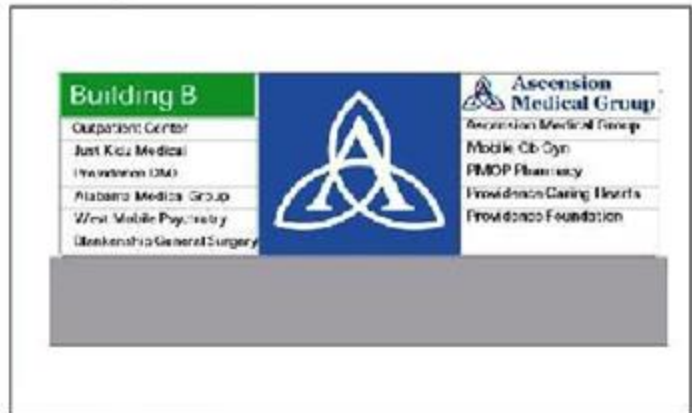 Building B
Outpatient Center
Just Kidz Medical
Providence
Alabama Medical Group
West Mobile Psychiatry
Blankenship General Surgery
A
Ascension
Medical Group
Ascension Medical Group
Mobile Ob Gyn
PMOP Pharmacy
Providence Caring Hearts
Providence Foundation